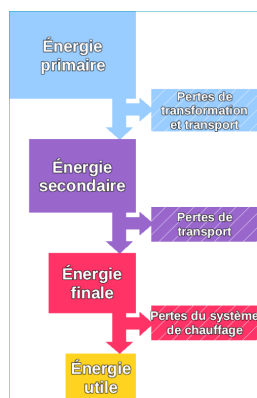 Énergie
primaire
Pertes de
transformation
et transport
Énergie
secondaire
Pertes de
transport
Énergie
finale
Pertes du système
de chauffage
Énergie
utile